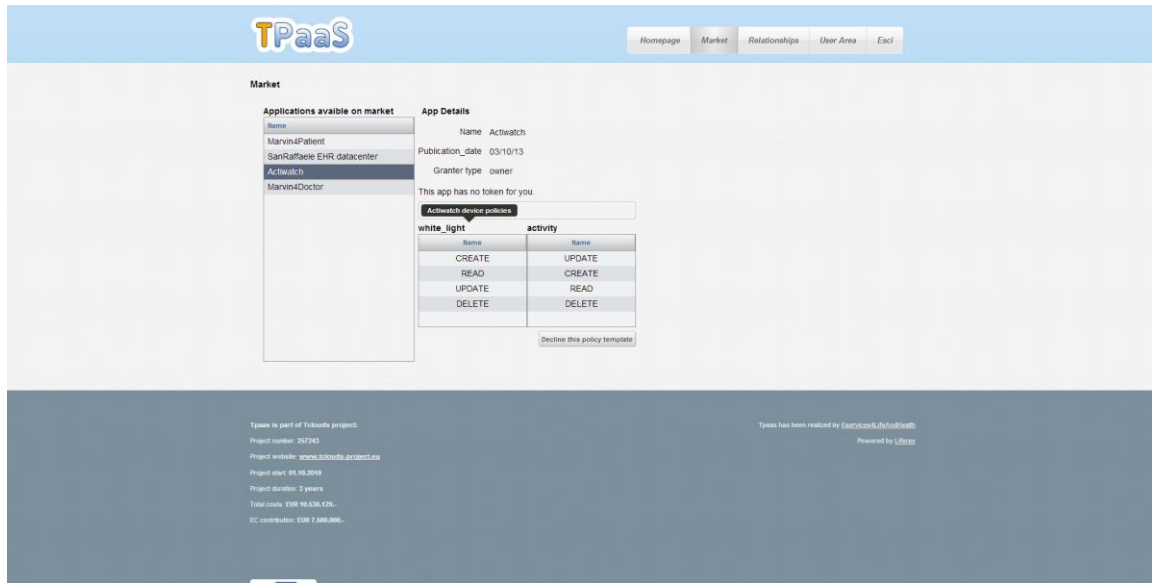 TPaaS
Homepage Market Relationships User Area Esci
Market
Applications avaible on market
Name
Marvin4Patient
SanRaffaele EHR datacenter
Actiwatch
Marvin4Doctor
App Details
Name Actiwatch
Publication_date 03/10/13
Granter type owner
This app has no token for you.
Actiwatch device policies
white_light activity
Name Name
CREATE UPDATE
READ CREATE
UPDATE READ
DELETE DELETE
Decline this policy template
Tpaas is part of Tclouds project:
Project number: 257243
Project website: www.tclouds-project.eu
Project start: 01.10.2010
Project duration: 3 years
Total costs: EUR 10.536.129,-
EC contribution: EUR 7.500.000,-
Tpaas has been realized by Eservices4LifeAndHealth
Powered by Liferay